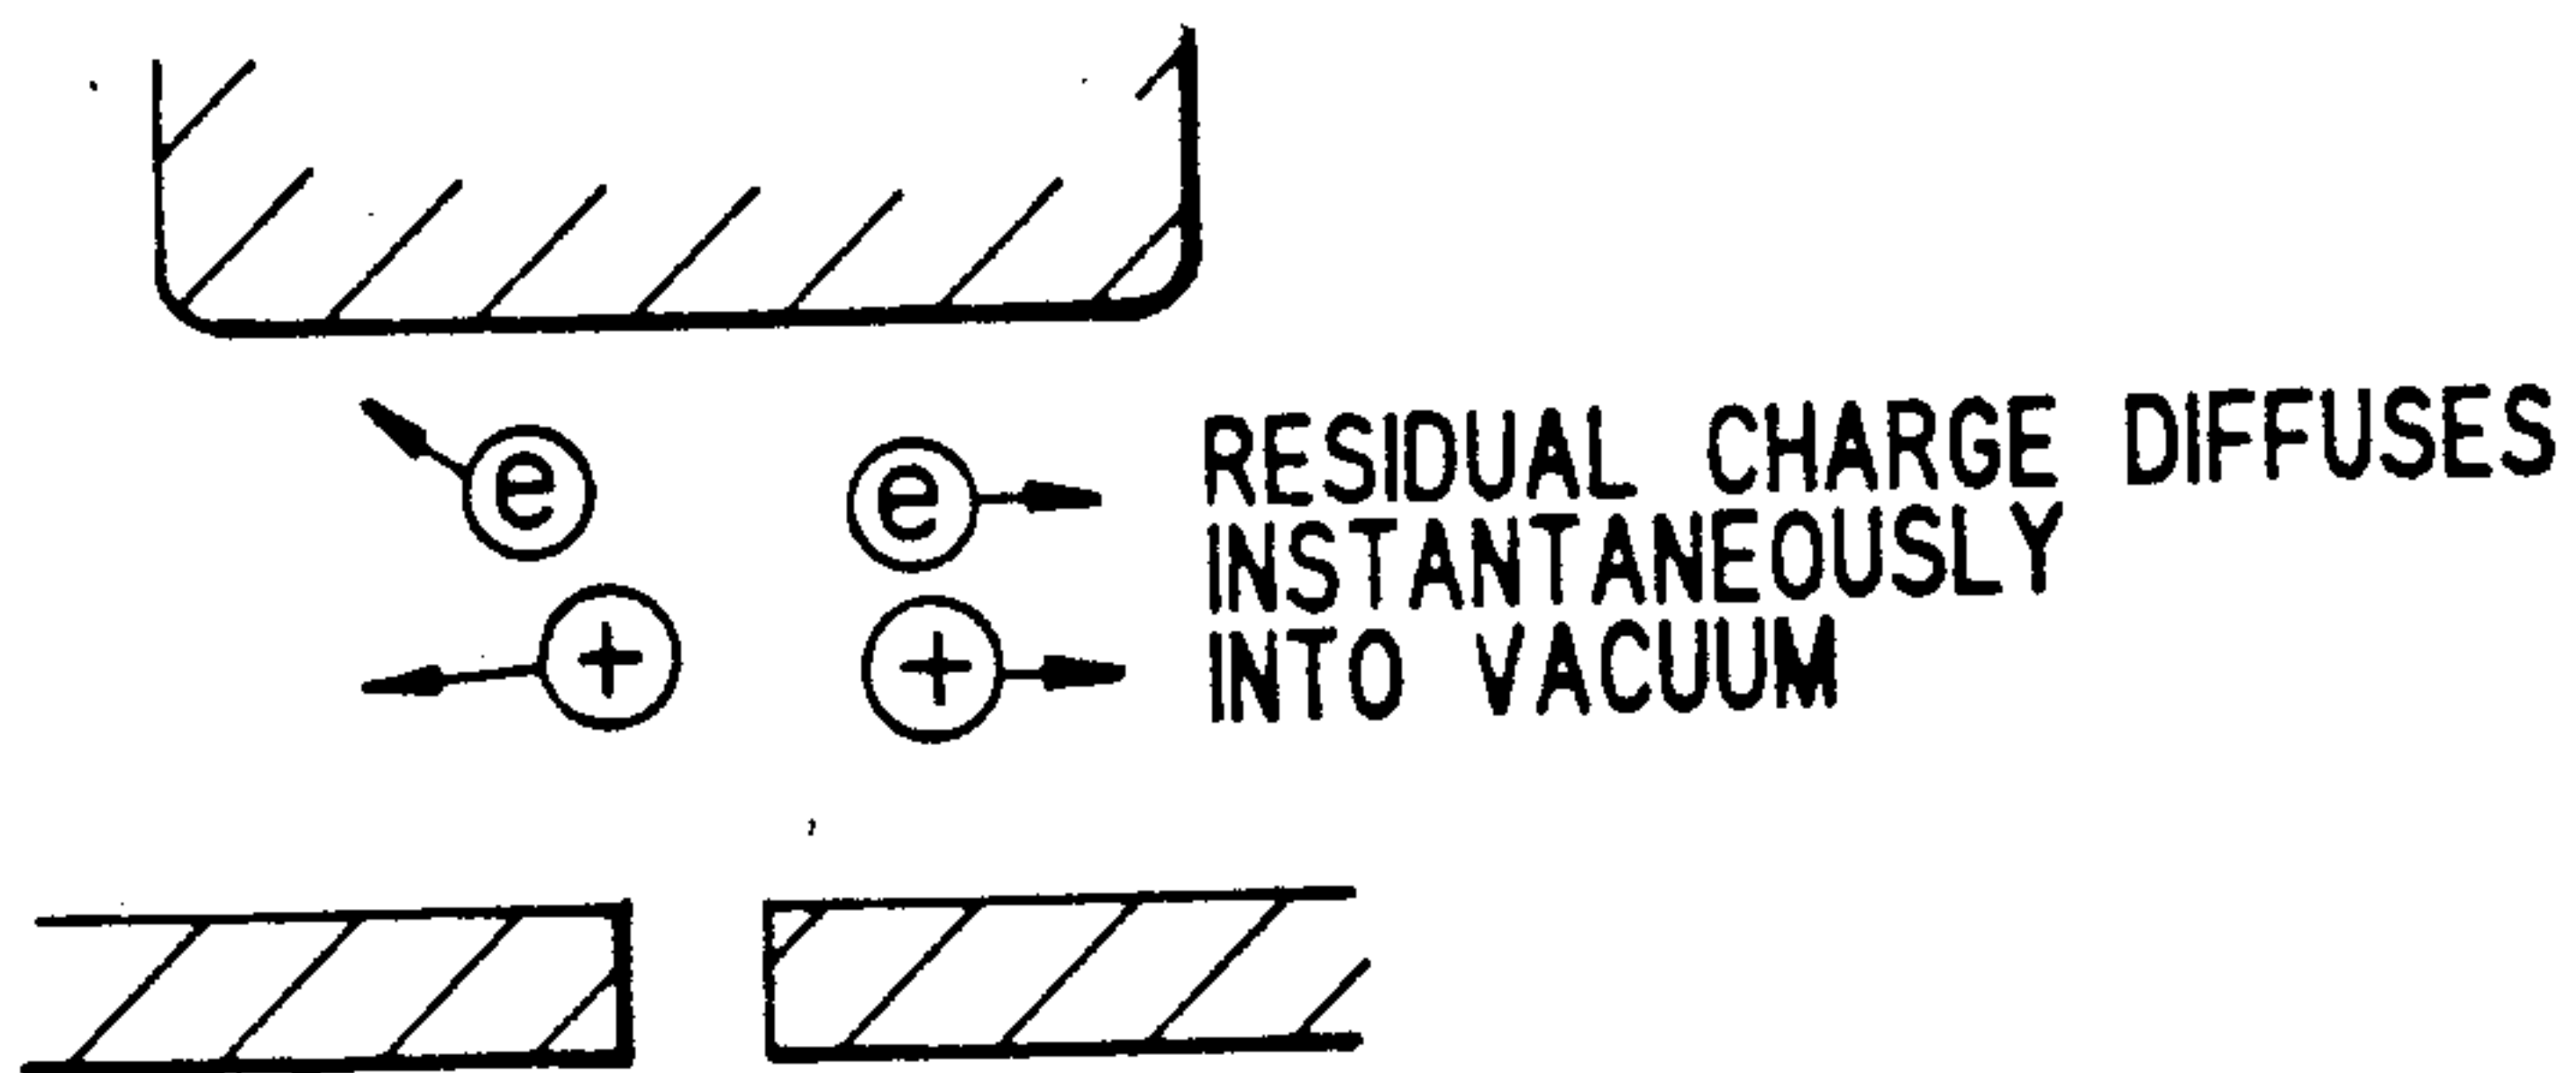 e e RESIDUAL CHARGE DIFFUSES
INSTANTANEOUSLY
+ + INTO VACUUM